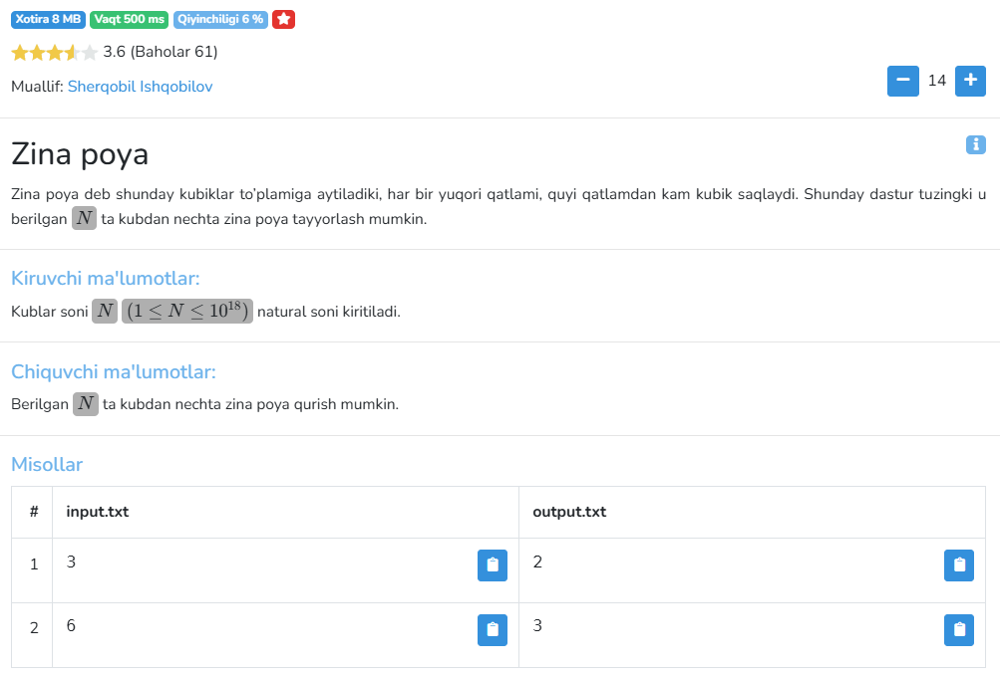 Xotira 8 MB Vaqt 500 ms Qiyinchiligi 6 %
3.6 (Baholar 61)
Muallif: Sherqobil Ishqobilov
14
Zina poya
Zina poya deb shunday kubiklar to'plamiga aytiladiki, har bir yuqori qatlami, quyi qatlamdan kam kubik saqlaydi. Shunday dastur tuzingki u
berilgan N ta kubdan nechta zina poya tayyorlash mumkin.
Kiruvchi ma'lumotlar:
Kublar soni N (1 ≤ N ≤ 10^18) natural soni kiritiladi.
Chiquvchi ma'lumotlar:
Berilgan N ta kubdan nechta zina poya qurish mumkin.
Misollar
# input.txt output.txt
1 3 2
2 6 3